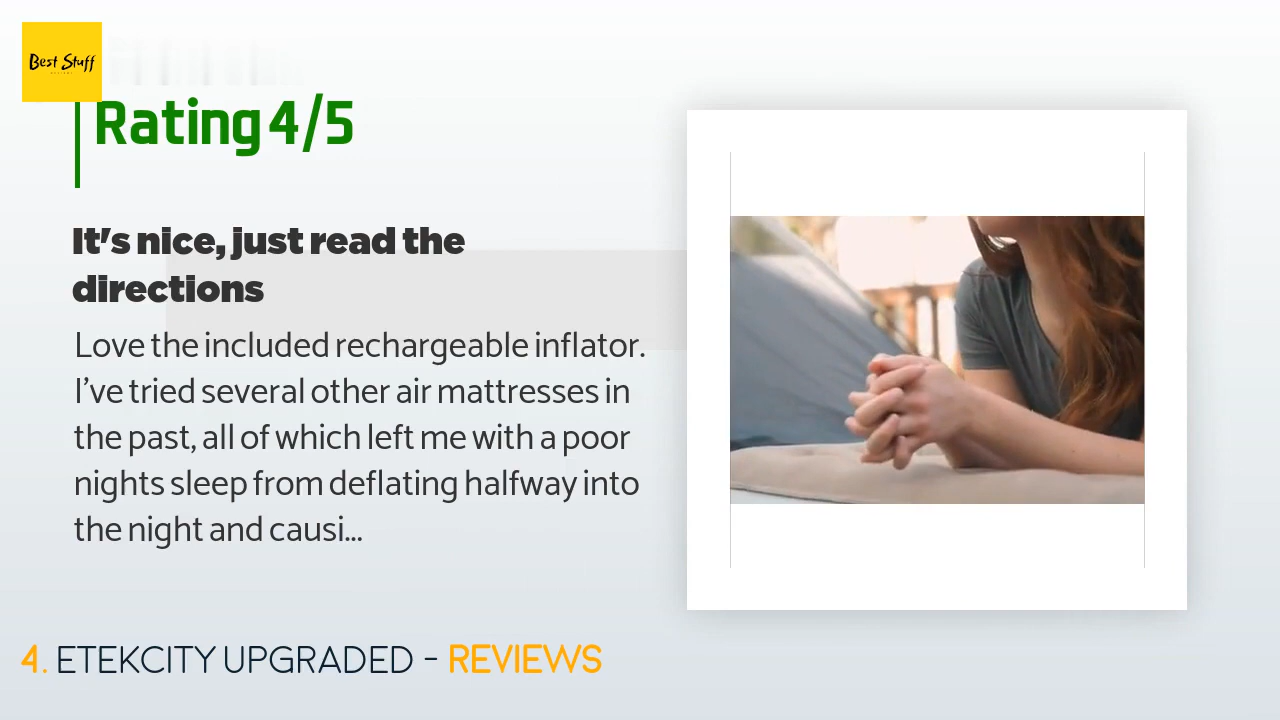 Best Stuff
Rating 4/5
It's nice, just read the
directions
Love the included rechargeable inflator.
I've tried several other air mattresses in
the past, all of which left me with a poor
nights sleep from deflating halfway into
the night and causi...
4. ETEKCITY UPGRADED - REVIEWS